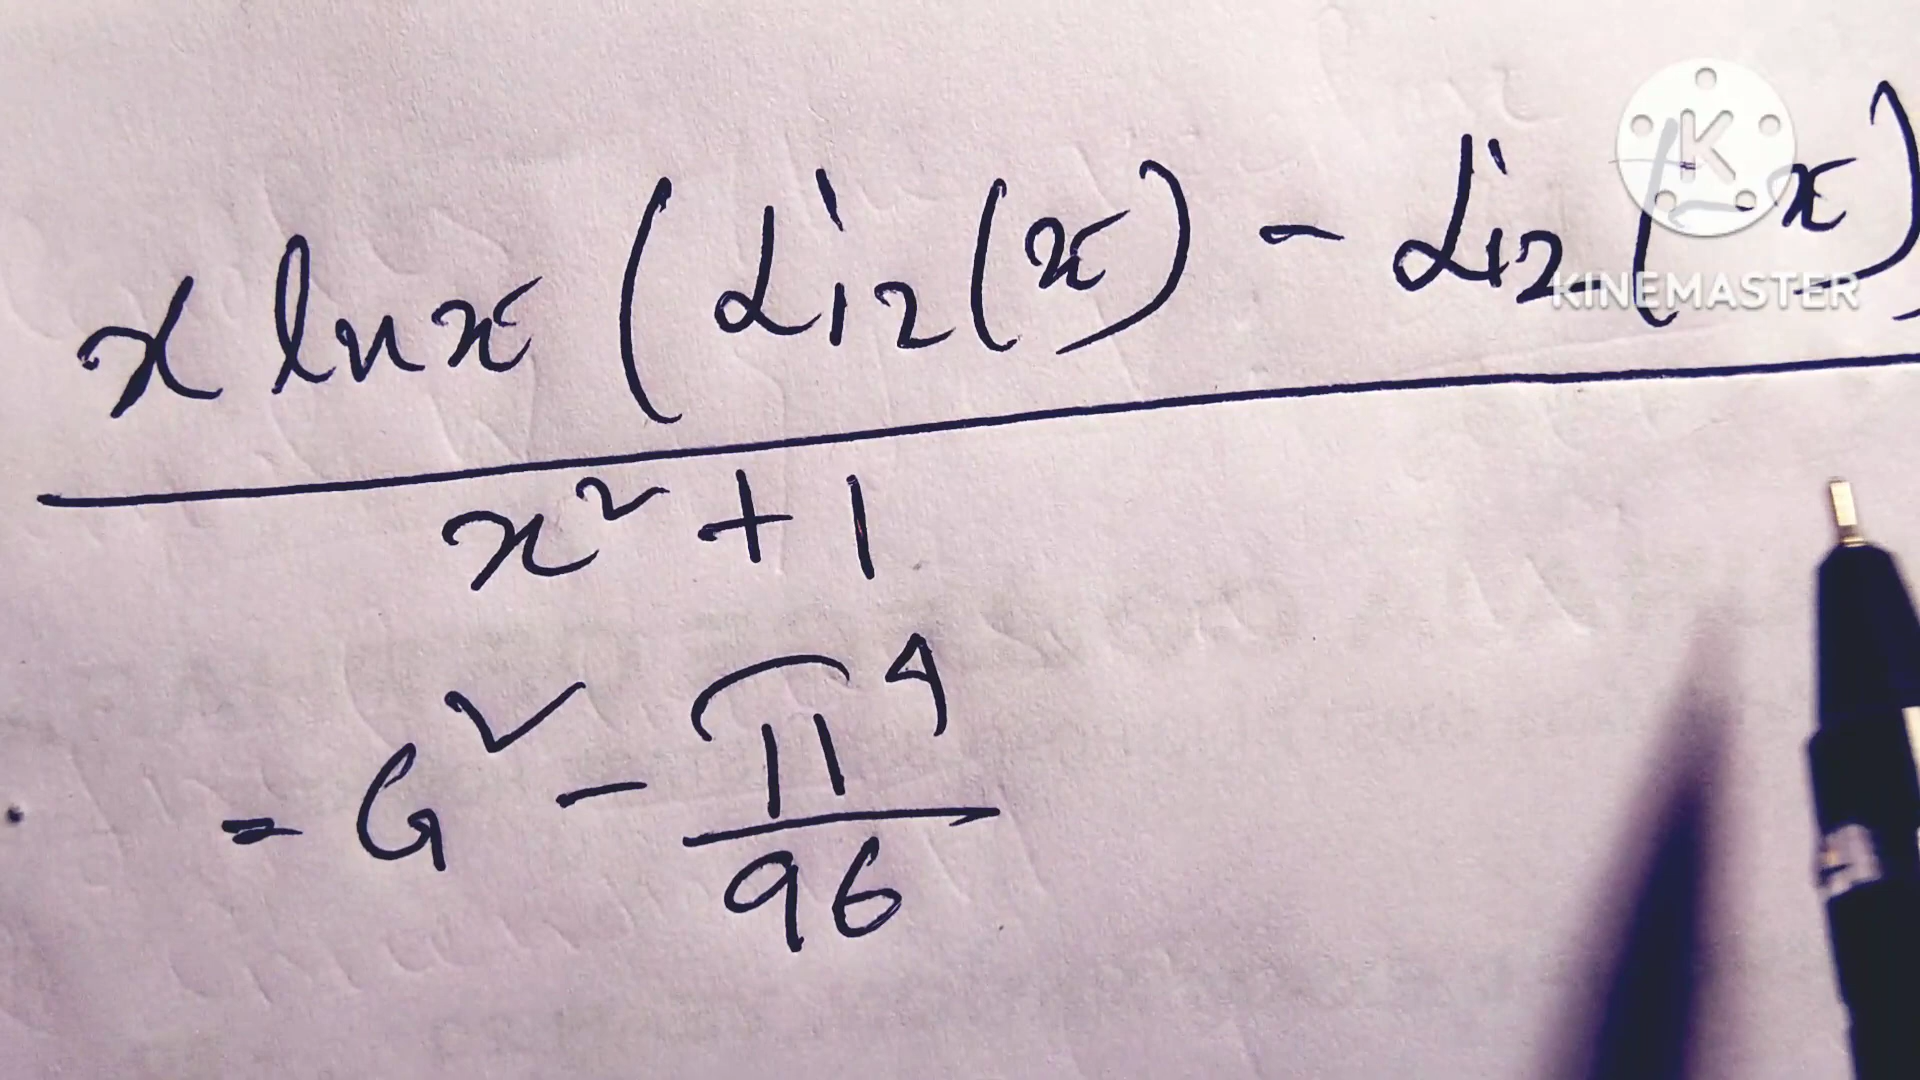 x ln x ( Li₂(x) - Li₂(-x)
x² + 1
= G² - π⁴
96
KINEMASTER